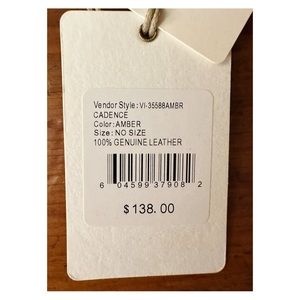 Vendor Style: VI-35588AMBR
CADENCE
Color: AMBER
Size: NO SIZE
100% GENUINE LEATHER
6 04599 37908 2
$138.00